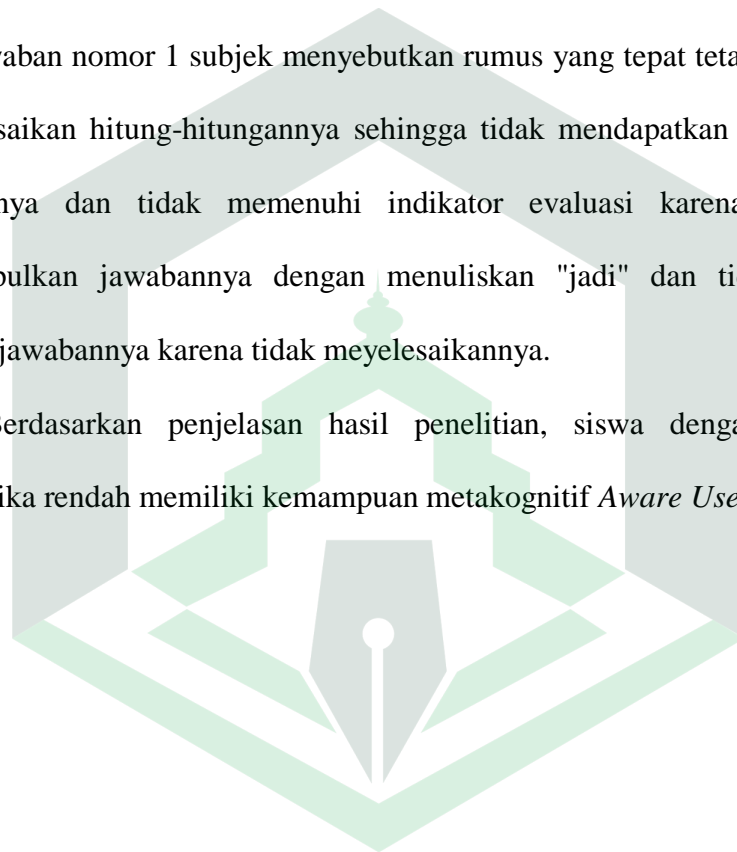 yaban nomor 1 subjek menyebutkan rumus yang tepat teta
saikan hitung-hitungannya sehingga tidak mendapatkan
nya dan tidak memenuhi indikator evaluasi karena
pulkan jawabannya dengan menuliskan "jadi" dan ti
jawabannya karena tidak meyelesaikannya.
Berdasarkan penjelasan hasil penelitian, siswa denga
ika rendah memiliki kemampuan metakognitif Aware Use